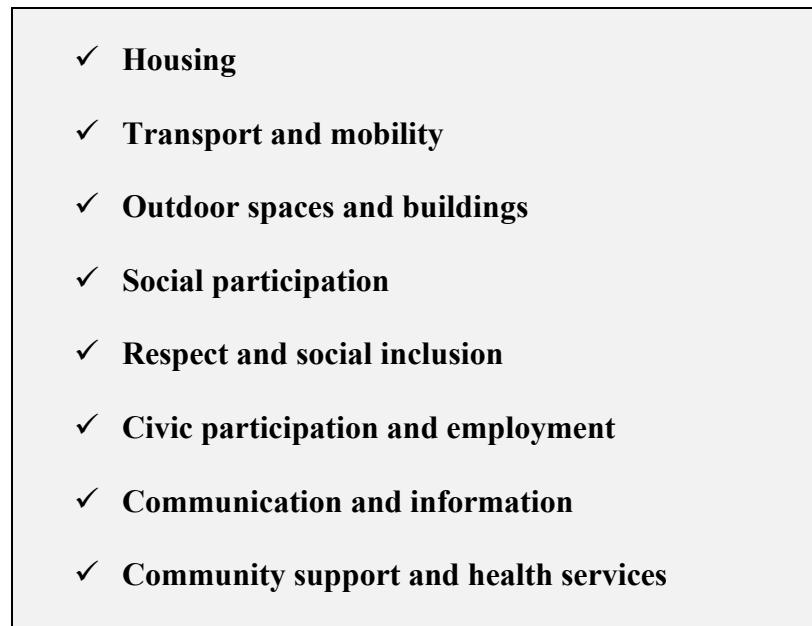 ✓ Housing
✓ Transport and mobility
✓ Outdoor spaces and buildings
✓ Social participation
✓ Respect and social inclusion
✓ Civic participation and employment
✓ Communication and information
✓ Community support and health services